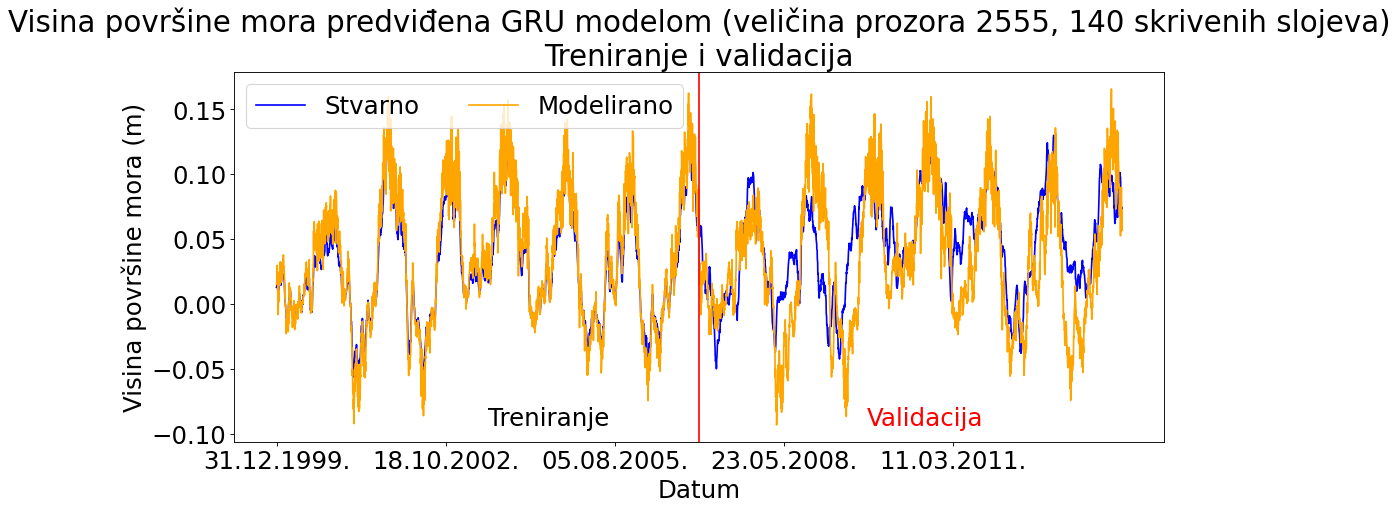 Visina površine mora predviđena GRU modelom (veličina prozora 2555, 140 skrivenih slojeva)
Treniranje i validacija
Stvarno
Modelirano
Visina površine mora (m)
0.15
0.10
0.05
0.00
−0.05
−0.10
Treniranje
Validacija
31.12.1999.
18.10.2002.
05.08.2005.
23.05.2008.
11.03.2011.
Datum